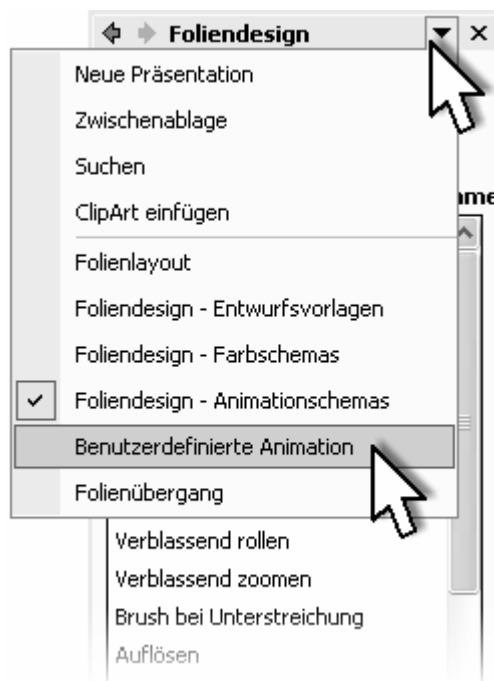 Foliendesign
Neue Präsentation
Zwischenablage
Suchen
ClipArt einfügen
Folienlayout
Foliendesign - Entwurfsvorlagen
Foliendesign - Farbschemas
Foliendesign - Animationschemas
Benutzerdefinierte Animation
Folienübergang
Verblassend rollen
Verblassend zoomen
Brush bei Unterstreichung
Auflösen